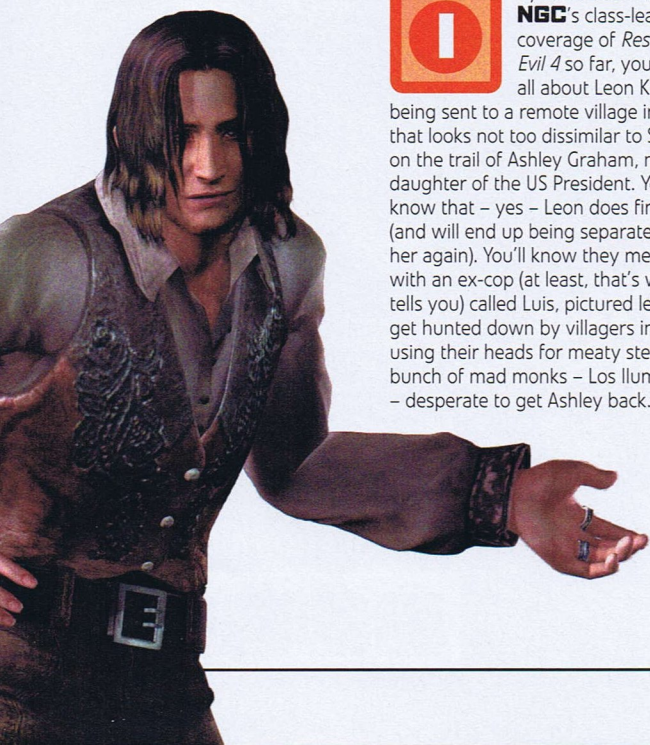 I
NGC's class-lea
coverage of Res
Evil 4 so far, you
all about Leon K
being sent to a remote village i
that looks not too dissimilar to S
on the trail of Ashley Graham,
daughter of the US President. Y
know that – yes – Leon does fi
(and will end up being separate
her again). You'll know they me
with an ex-cop (at least, that's
tells you) called Luis, pictured le
get hunted down by villagers i
using their heads for meaty ste
bunch of mad monks – Los Ilum
– desperate to get Ashley back.